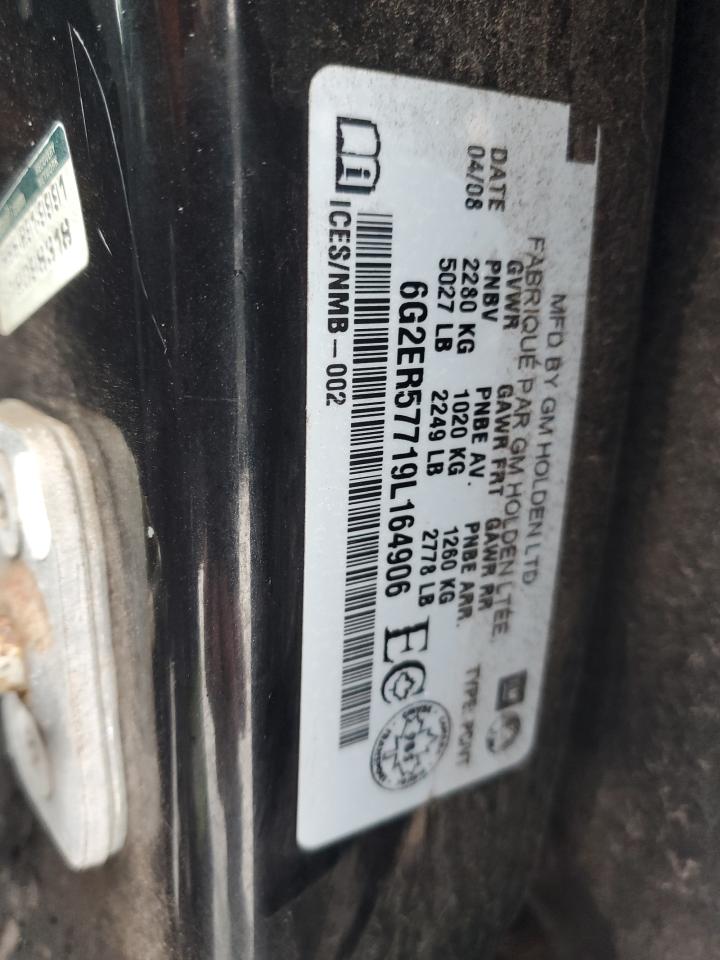 MFD BY GM HOLDEN LTD.
FABRIQUÉ PAR GM HOLDEN LTÉE.
DATE GVWR GAWR FRT GAWR RR
04/08 PNBV PNBE AV. PNBE ARR. TYPE:
2280 KG 1020 KG 1260 KG
5027 LB 2249 LB 2778 LB
6G2ER57719L164906
ICES/NMB-002